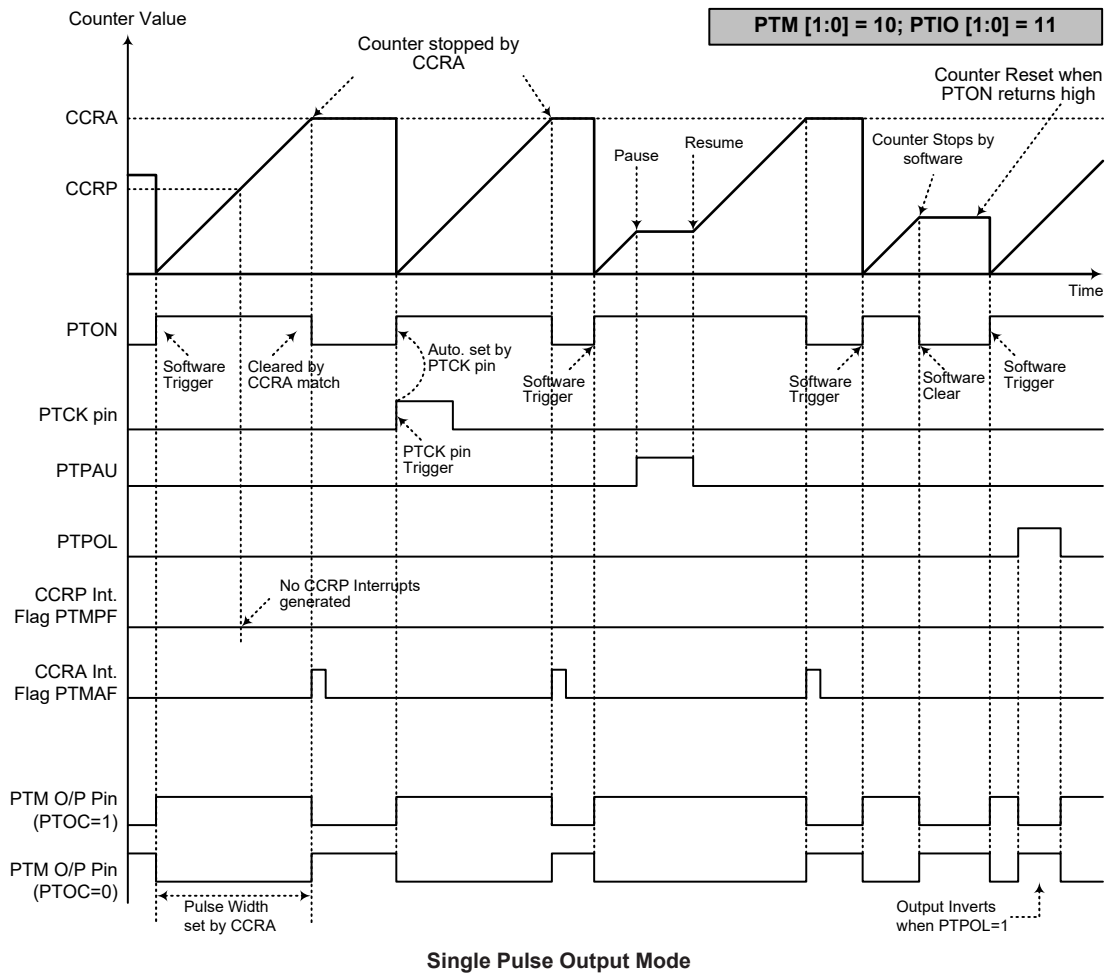 Counter Value
PTM [1:0] = 10; PTIO [1:0] = 11
Counter stopped by
CCRA
Counter Reset when
PTON returns high
CCRA
CCRP
Pause
Resume
Counter Stops by
software
Time
PTON
Software
Trigger
Cleared by
CCRA match
Auto. set by
PTCK pin
Software
Trigger
Software
Trigger
Software
Clear
Software
Trigger
PTCK pin
PTCK pin
Trigger
PTPAU
PTPOL
CCRP Int.
Flag PTMPF
No CCRP Interrupts
generated
CCRA Int.
Flag PTMAF
PTM O/P Pin
(PTOC=1)
PTM O/P Pin
(PTOC=0)
Pulse Width
set by CCRA
Output Inverts
when PTPOL=1
Single Pulse Output Mode